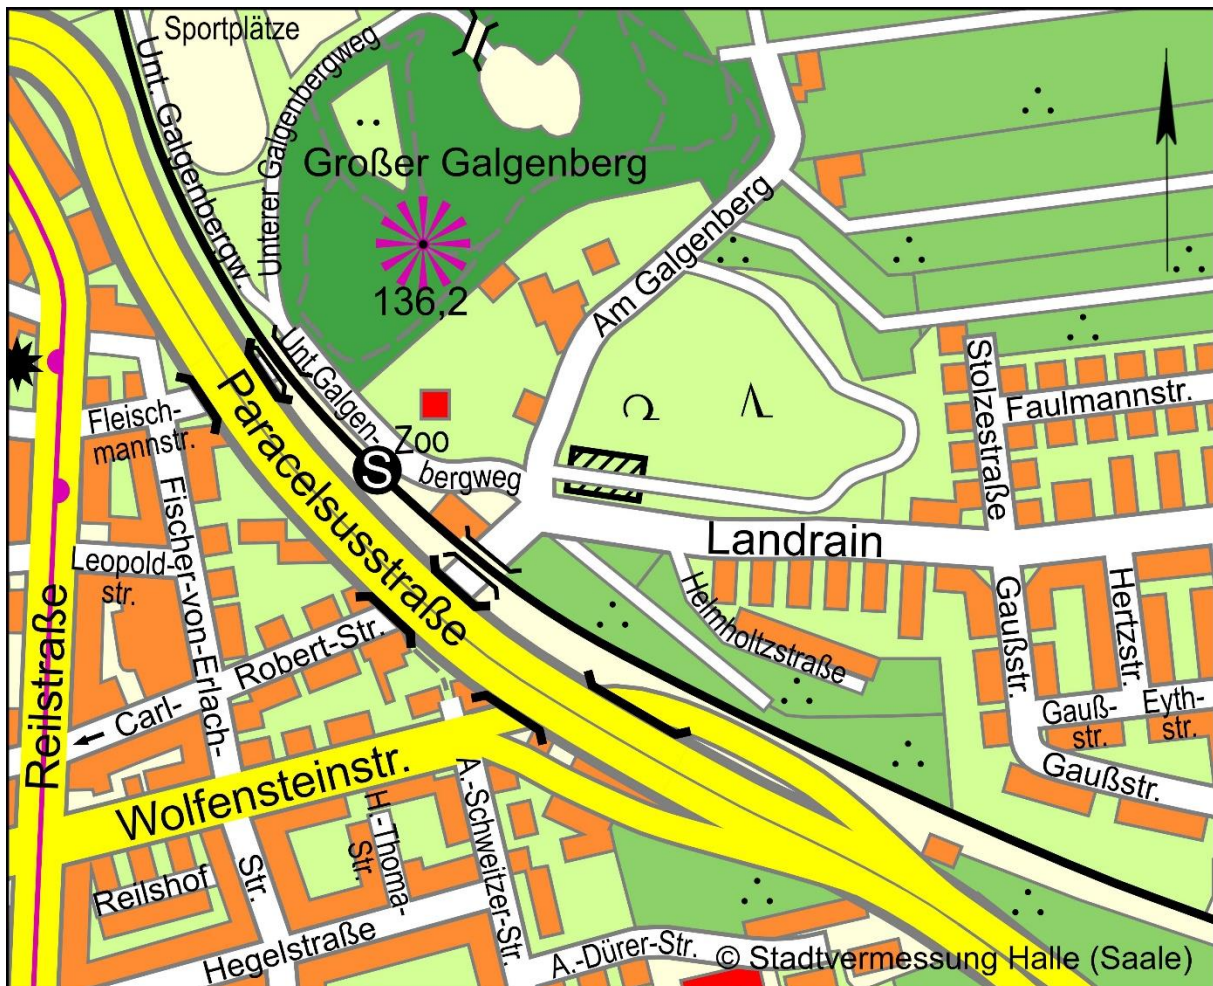 Sportplätze
Unt. Galgenbergw.
Unterer Galgenbergweg
Großer Galgenberg
136,2
Am Galgenberg
Unt. Galgen-
bergweg
Zoo
S
Paracelsusstraße
Fleisch-
mannstr.
Fischer-von-Erlach-
Str.
Leopold-
str.
Reilstraße
Carl-
Robert-Str.
Wolfensteinstr.
Reilshof
H.-Thoma-
Str.
A.-Schweitzer-Str.
Hegelstraße
A.-Dürer-Str.
Landrain
Helmholtzstraße
Stolzestraße
Faulmannstr.
Gaußstr.
Hertzstr.
Gauß-
str.
Eyth-
str.
Gaußstr.
© Stadtvermessung Halle (Saale)